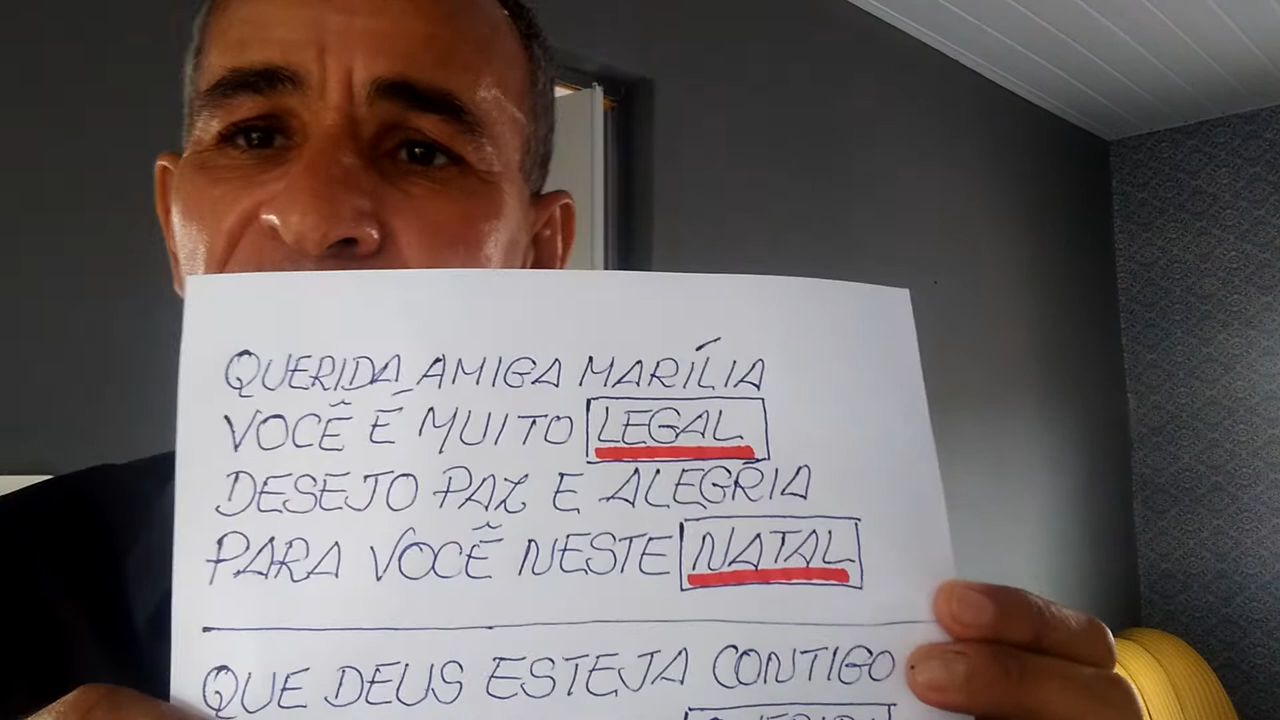 QUERIDA AMIGA MARÍLIA
VOCÊ É MUITO LEGAL
DESEJO PAZ E ALEGRIA
PARA VOCÊ NESTE NATAL
QUE DEUS ESTEJA CONTIGO